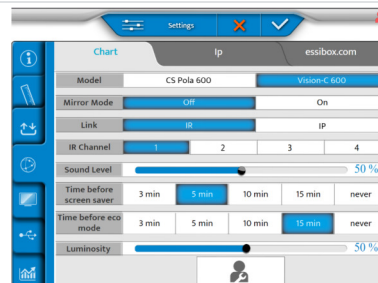 Settings
Chart Ip essibox.com
Model CS Pola 600 Vision-C 600
Mirror Mode Off On
Link IR IP
IR Channel 1 2 3 4
Sound Level 50 %
Time before screen saver 3 min 5 min 10 min 15 min never
Time before eco mode 3 min 5 min 10 min 15 min never
Luminosity 50 %